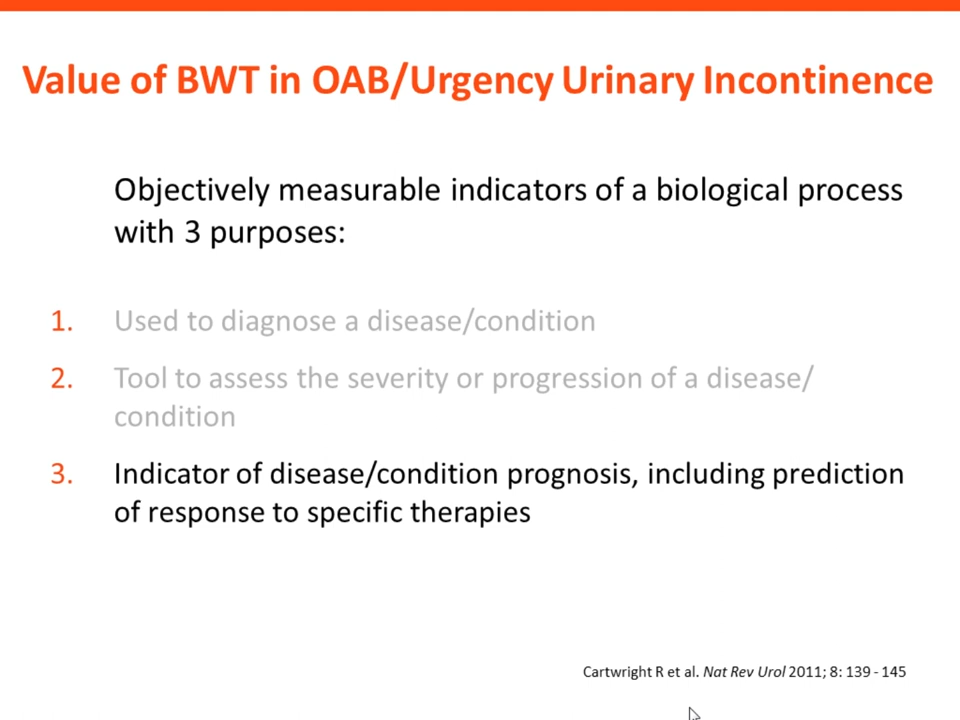 Value of BWT in OAB/Urgency Urinary Incontinence
Objectively measurable indicators of a biological process
with 3 purposes:
1. Used to diagnose a disease/condition
2. Tool to assess the severity or progression of a disease/
condition
3. Indicator of disease/condition prognosis, including prediction
of response to specific therapies
Cartwright R et al. Nat Rev Urol 2011; 8: 139 - 145